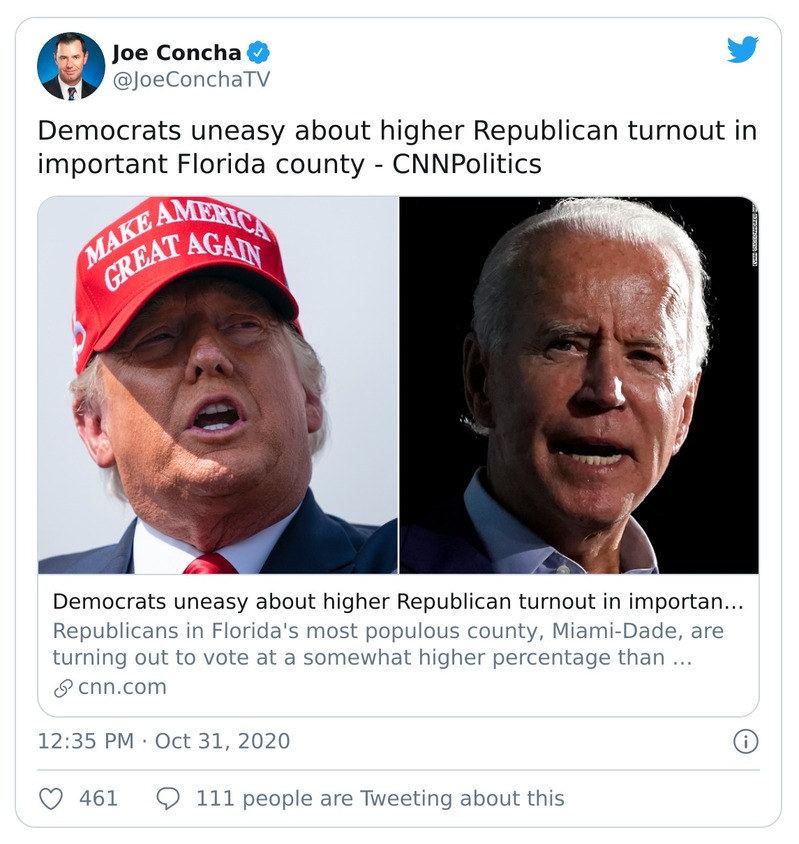 Joe Concha
@JoeConchaTV
Democrats uneasy about higher Republican turnout in
important Florida county - CNNPolitics
MAKE AMERICA
GREAT AGAIN
Democrats uneasy about higher Republican turnout in importan...
Republicans in Florida's most populous county, Miami-Dade, are
turning out to vote at a somewhat higher percentage than ...
cnn.com
12:35 PM · Oct 31, 2020
461
111 people are Tweeting about this